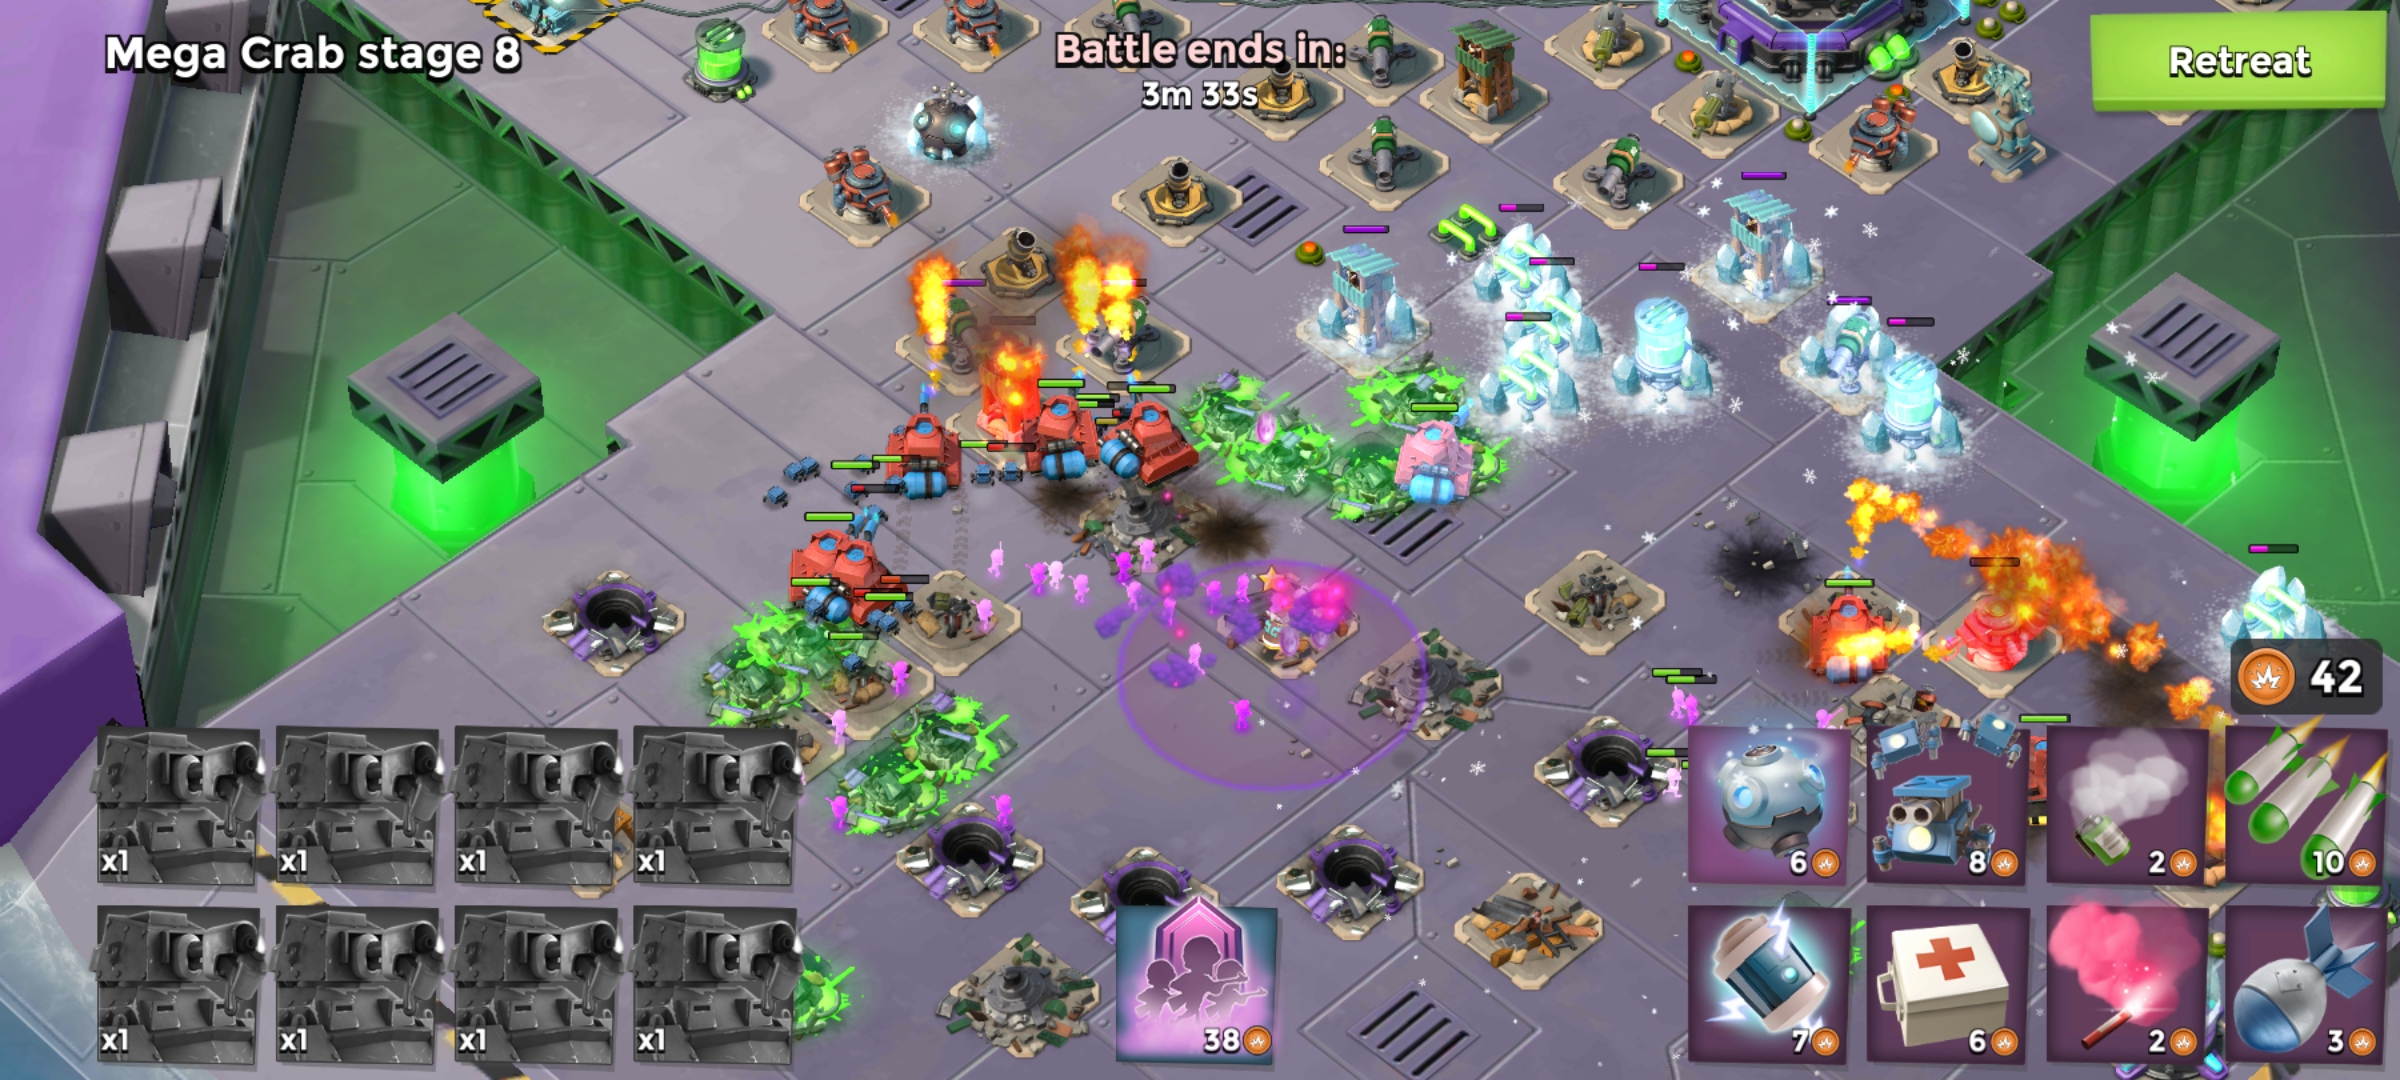 Mega Crab stage 8
Battle ends in:
3m 33s
Retreat
42
x1
x1
x1
x1
6
8
2
10
x1
x1
x1
x1
38
7
6
2
3